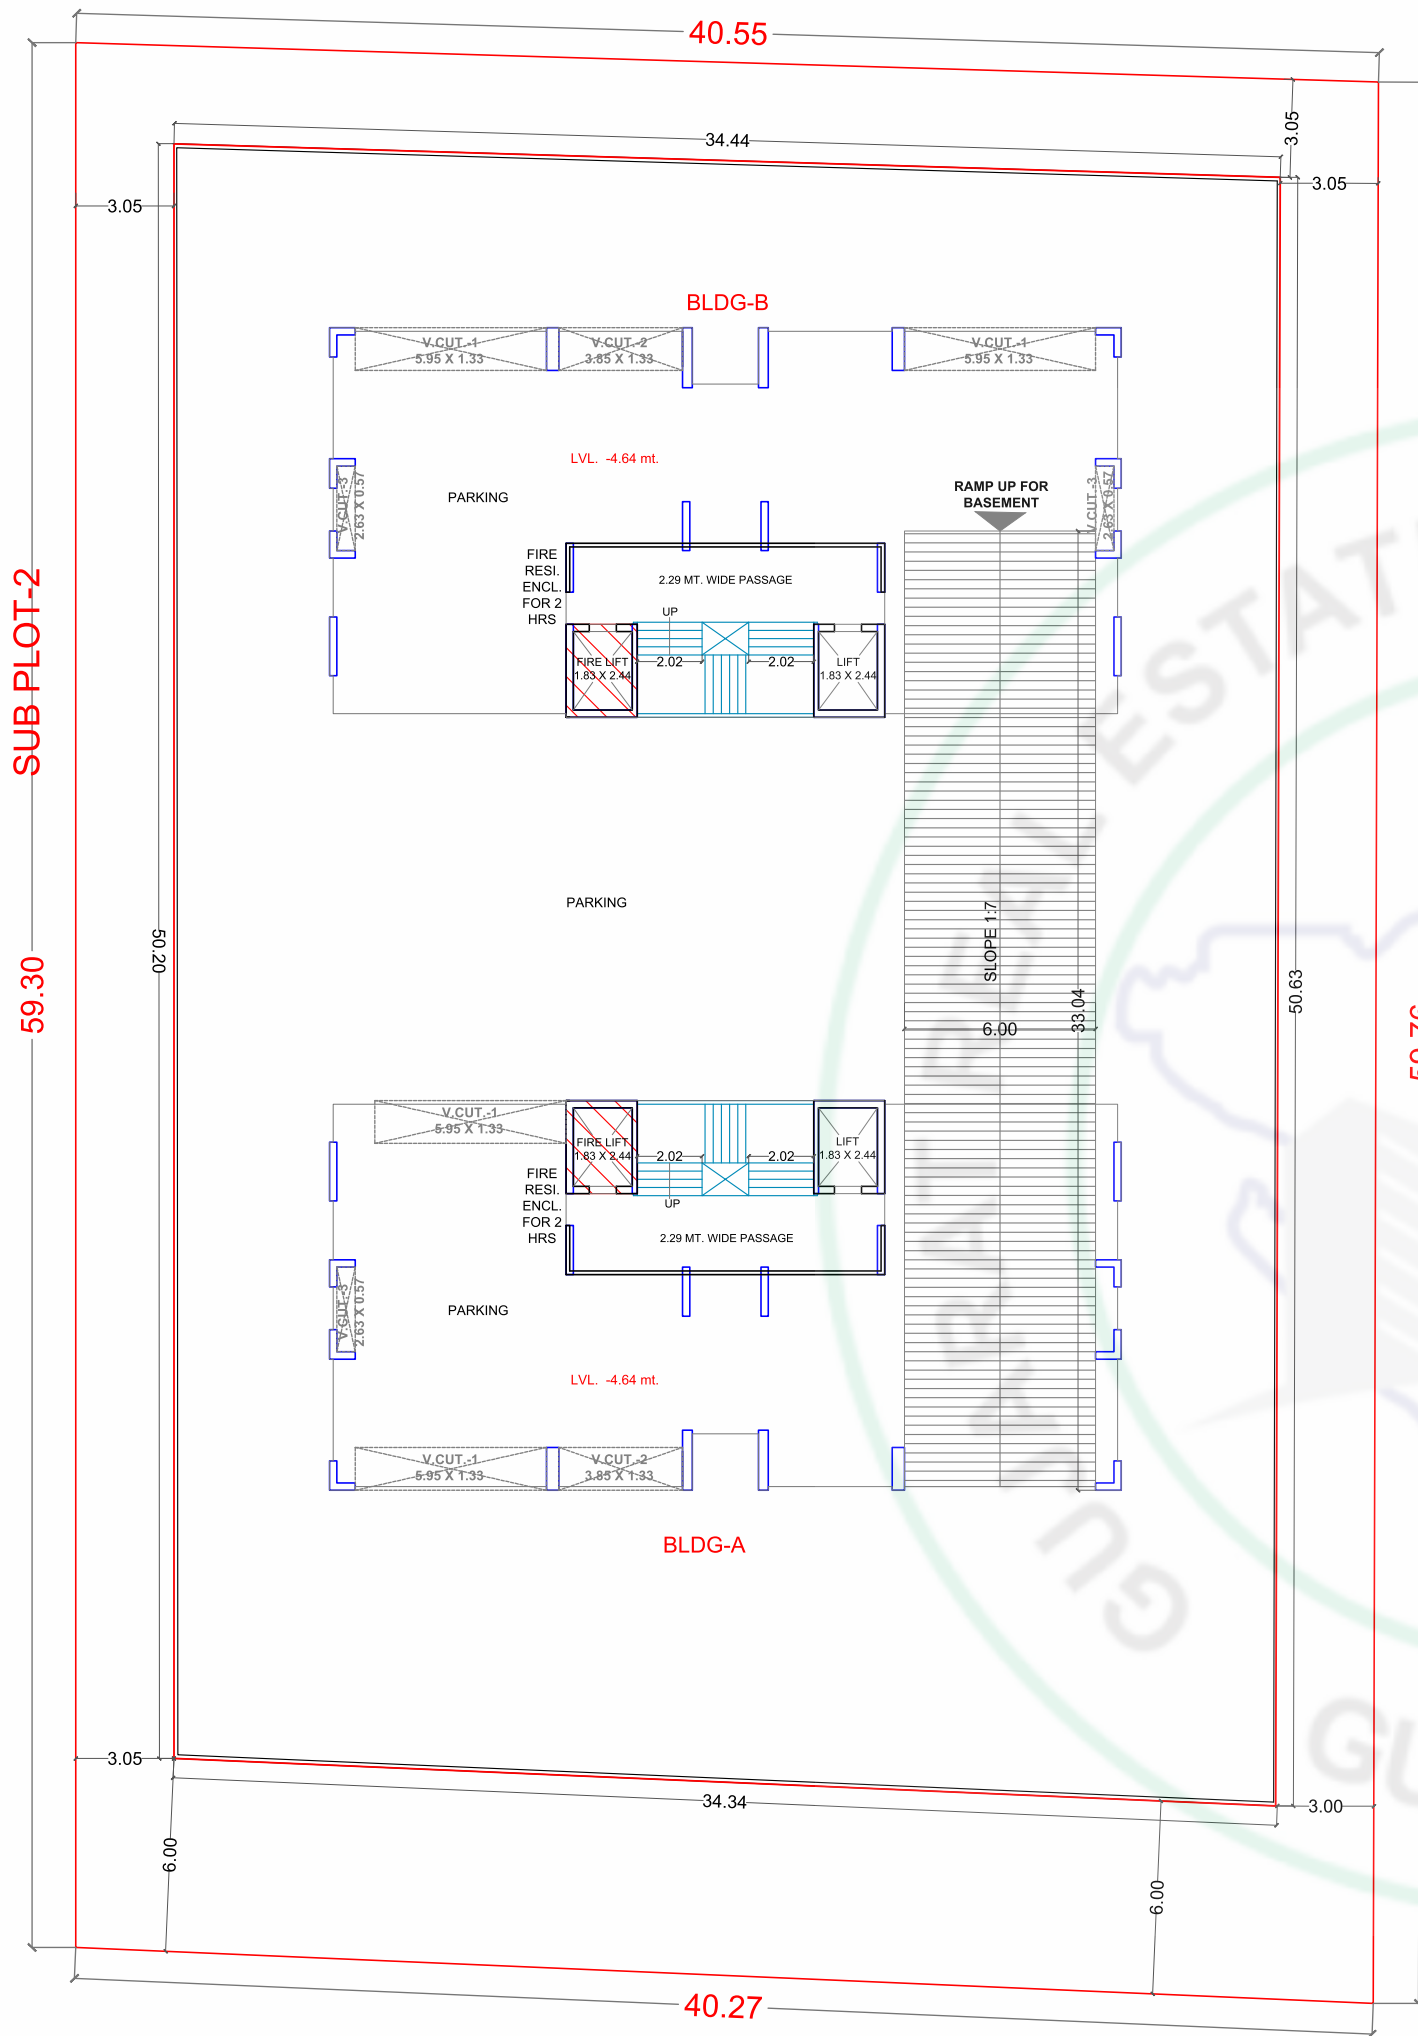 40.55
3.05
34.44
3.05
3.05
BLDG-B
V.CUT.-1
5.95 X 1.33
V.CUT.-2
3.85 X 1.33
V.CUT.-1
5.95 X 1.33
LVL. -4.64 mt.
PARKING
V.CUT.-3
2.63 X 0.57
RAMP UP FOR
BASEMENT
V.CUT.-3
2.63 X 0.57
FIRE
RESI.
ENCL.
FOR 2
HRS
2.29 MT. WIDE PASSAGE
UP
FIRE LIFT
1.83 X 2.44
2.02
2.02
LIFT
1.83 X 2.44
SUB PLOT-2
59.30
50.20
PARKING
SLOPE 1:7
6.00
33.04
50.63
V.CUT.-1
5.95 X 1.33
FIRE LIFT
1.83 X 2.44
2.02
2.02
LIFT
1.83 X 2.44
UP
FIRE
RESI.
ENCL.
FOR 2
HRS
2.29 MT. WIDE PASSAGE
V.CUT.-3
2.63 X 0.57
PARKING
LVL. -4.64 mt.
V.CUT.-1
5.95 X 1.33
V.CUT.-2
3.85 X 1.33
BLDG-A
3.05
34.34
3.00
6.00
6.00
40.27
GUJARAT REAL ESTAT
GU